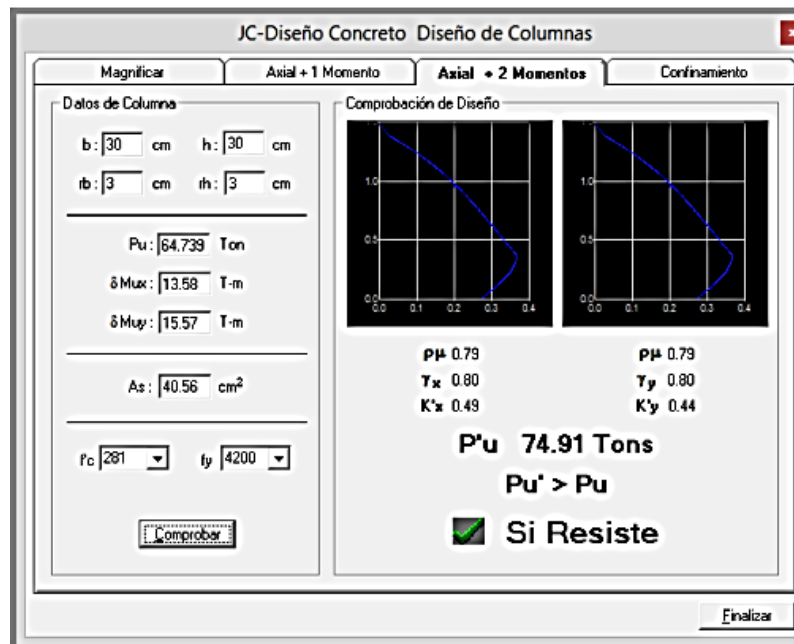 JC-Diseño Concreto Diseño de Columnas
Magnificar Axial + 1 Momento Axial + 2 Momentos Confinamiento
Datos de Columna
b: 30 cm h: 30 cm
rb: 3 cm rh: 3 cm
Pu: 64.739 Ton
δMux: 13.58 T-m
δMuy: 15.57 T-m
As: 40.56 cm²
f'c 281 fy 4200
Comprobar
Comprobación de Diseño
1.0
0.5
0.0
0.0 0.1 0.2 0.3 0.4
1.0
0.5
0.0
0.0 0.1 0.2 0.3 0.4
ρμ 0.79 ρμ 0.79
γx 0.80 γy 0.80
K'x 0.49 K'y 0.44
P'u 74.91 Tons
Pu' > Pu
Si Resiste
Finalizar